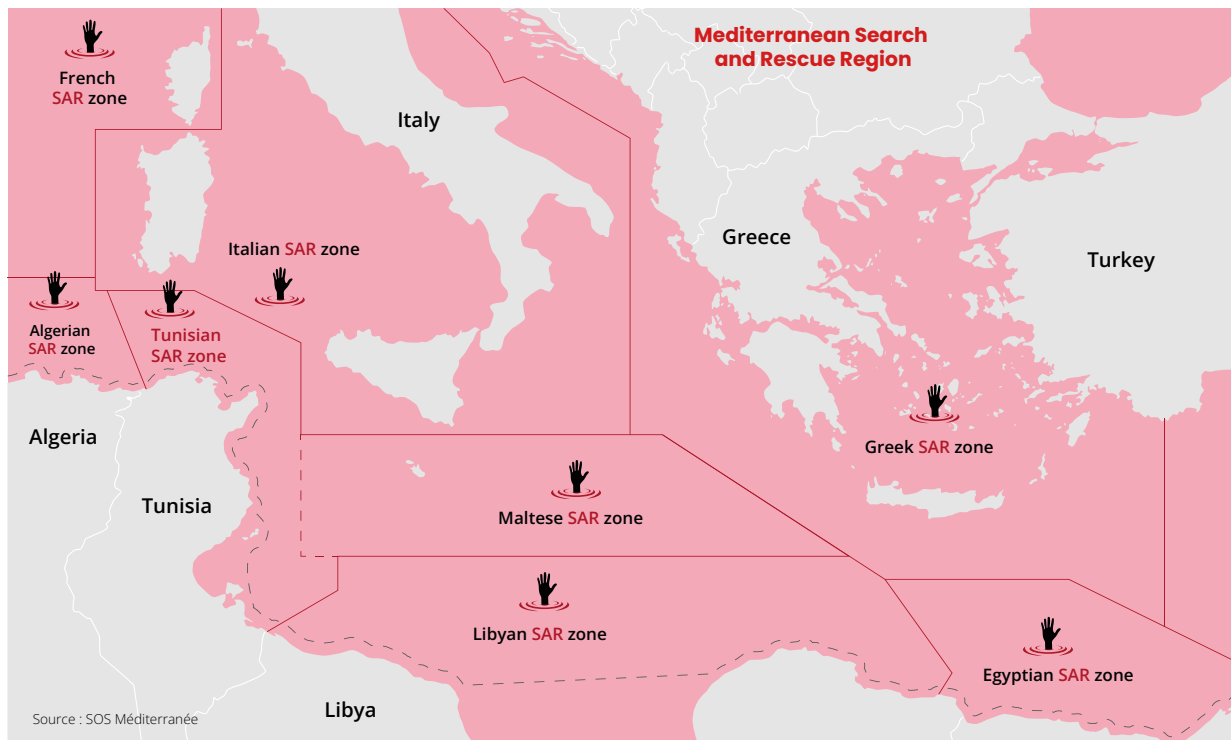 Mediterranean Search
and Rescue Region
French
SAR zone
Italy
Greece
Turkey
Italian SAR zone
Algerian
SAR zone
Tunisian
SAR zone
Algeria
Tunisia
Greek SAR zone
Maltese SAR zone
Libyan SAR zone
Egyptian SAR zone
Libya
Source : SOS Méditerranée